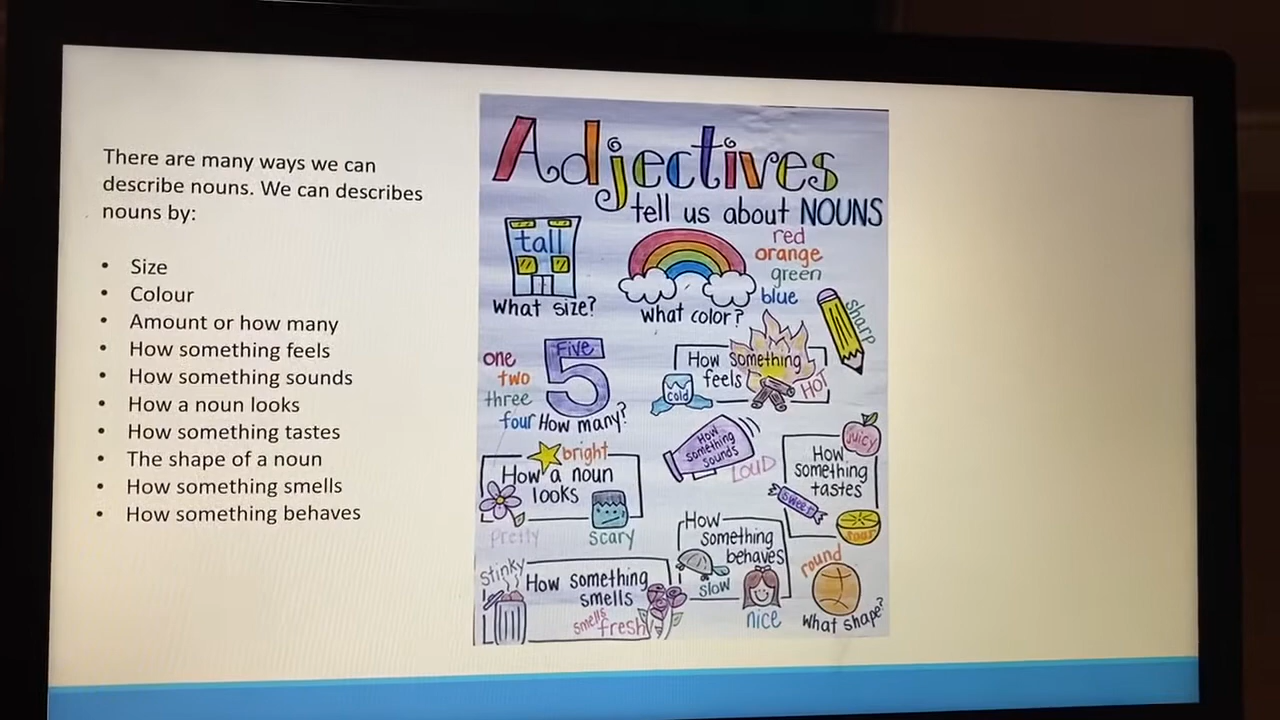 There are many ways we can
describe nouns. We can describes
nouns by:
• Size
• Colour
• Amount or how many
• How something feels
• How something sounds
• How a noun looks
• How something tastes
• The shape of a noun
• How something smells
• How something behaves
Adjectives
tell us about NOUNS
tall
What size?
red
orange
green
blue
what color?
sharp
one
two
three
four
Five
How many?
How something
feels
cold
HOT
How
something
sounds
LOUD
juicy
How
something
tastes
sweet
sour
bright
How a noun
looks
pretty
scary
How
something
behaves
slow
nice
stinky
How something
smells
smells
fresh
round
what shape?